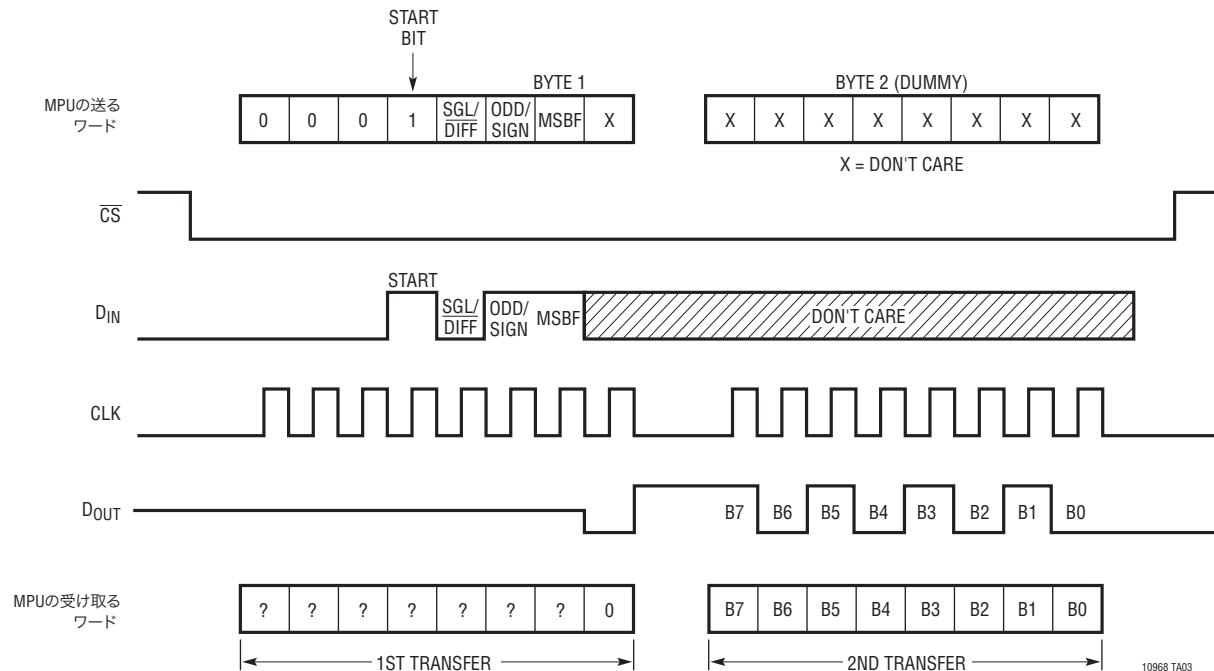 START
BIT
BYTE 1
BYTE 2 (DUMMY)
MPUの送る
ワード
0 0 0 1 SGL/DIFF ODD/SIGN MSBF X
X X X X X X X X
X = DON'T CARE
CS
START
DIN
SGL/DIFF ODD/SIGN MSBF DON'T CARE
CLK
DOUT
B7 B6 B5 B4 B3 B2 B1 B0
MPUの受け取る
ワード
? ? ? ? ? ? ? 0
B7 B6 B5 B4 B3 B2 B1 B0
1ST TRANSFER
2ND TRANSFER
10968 TA03